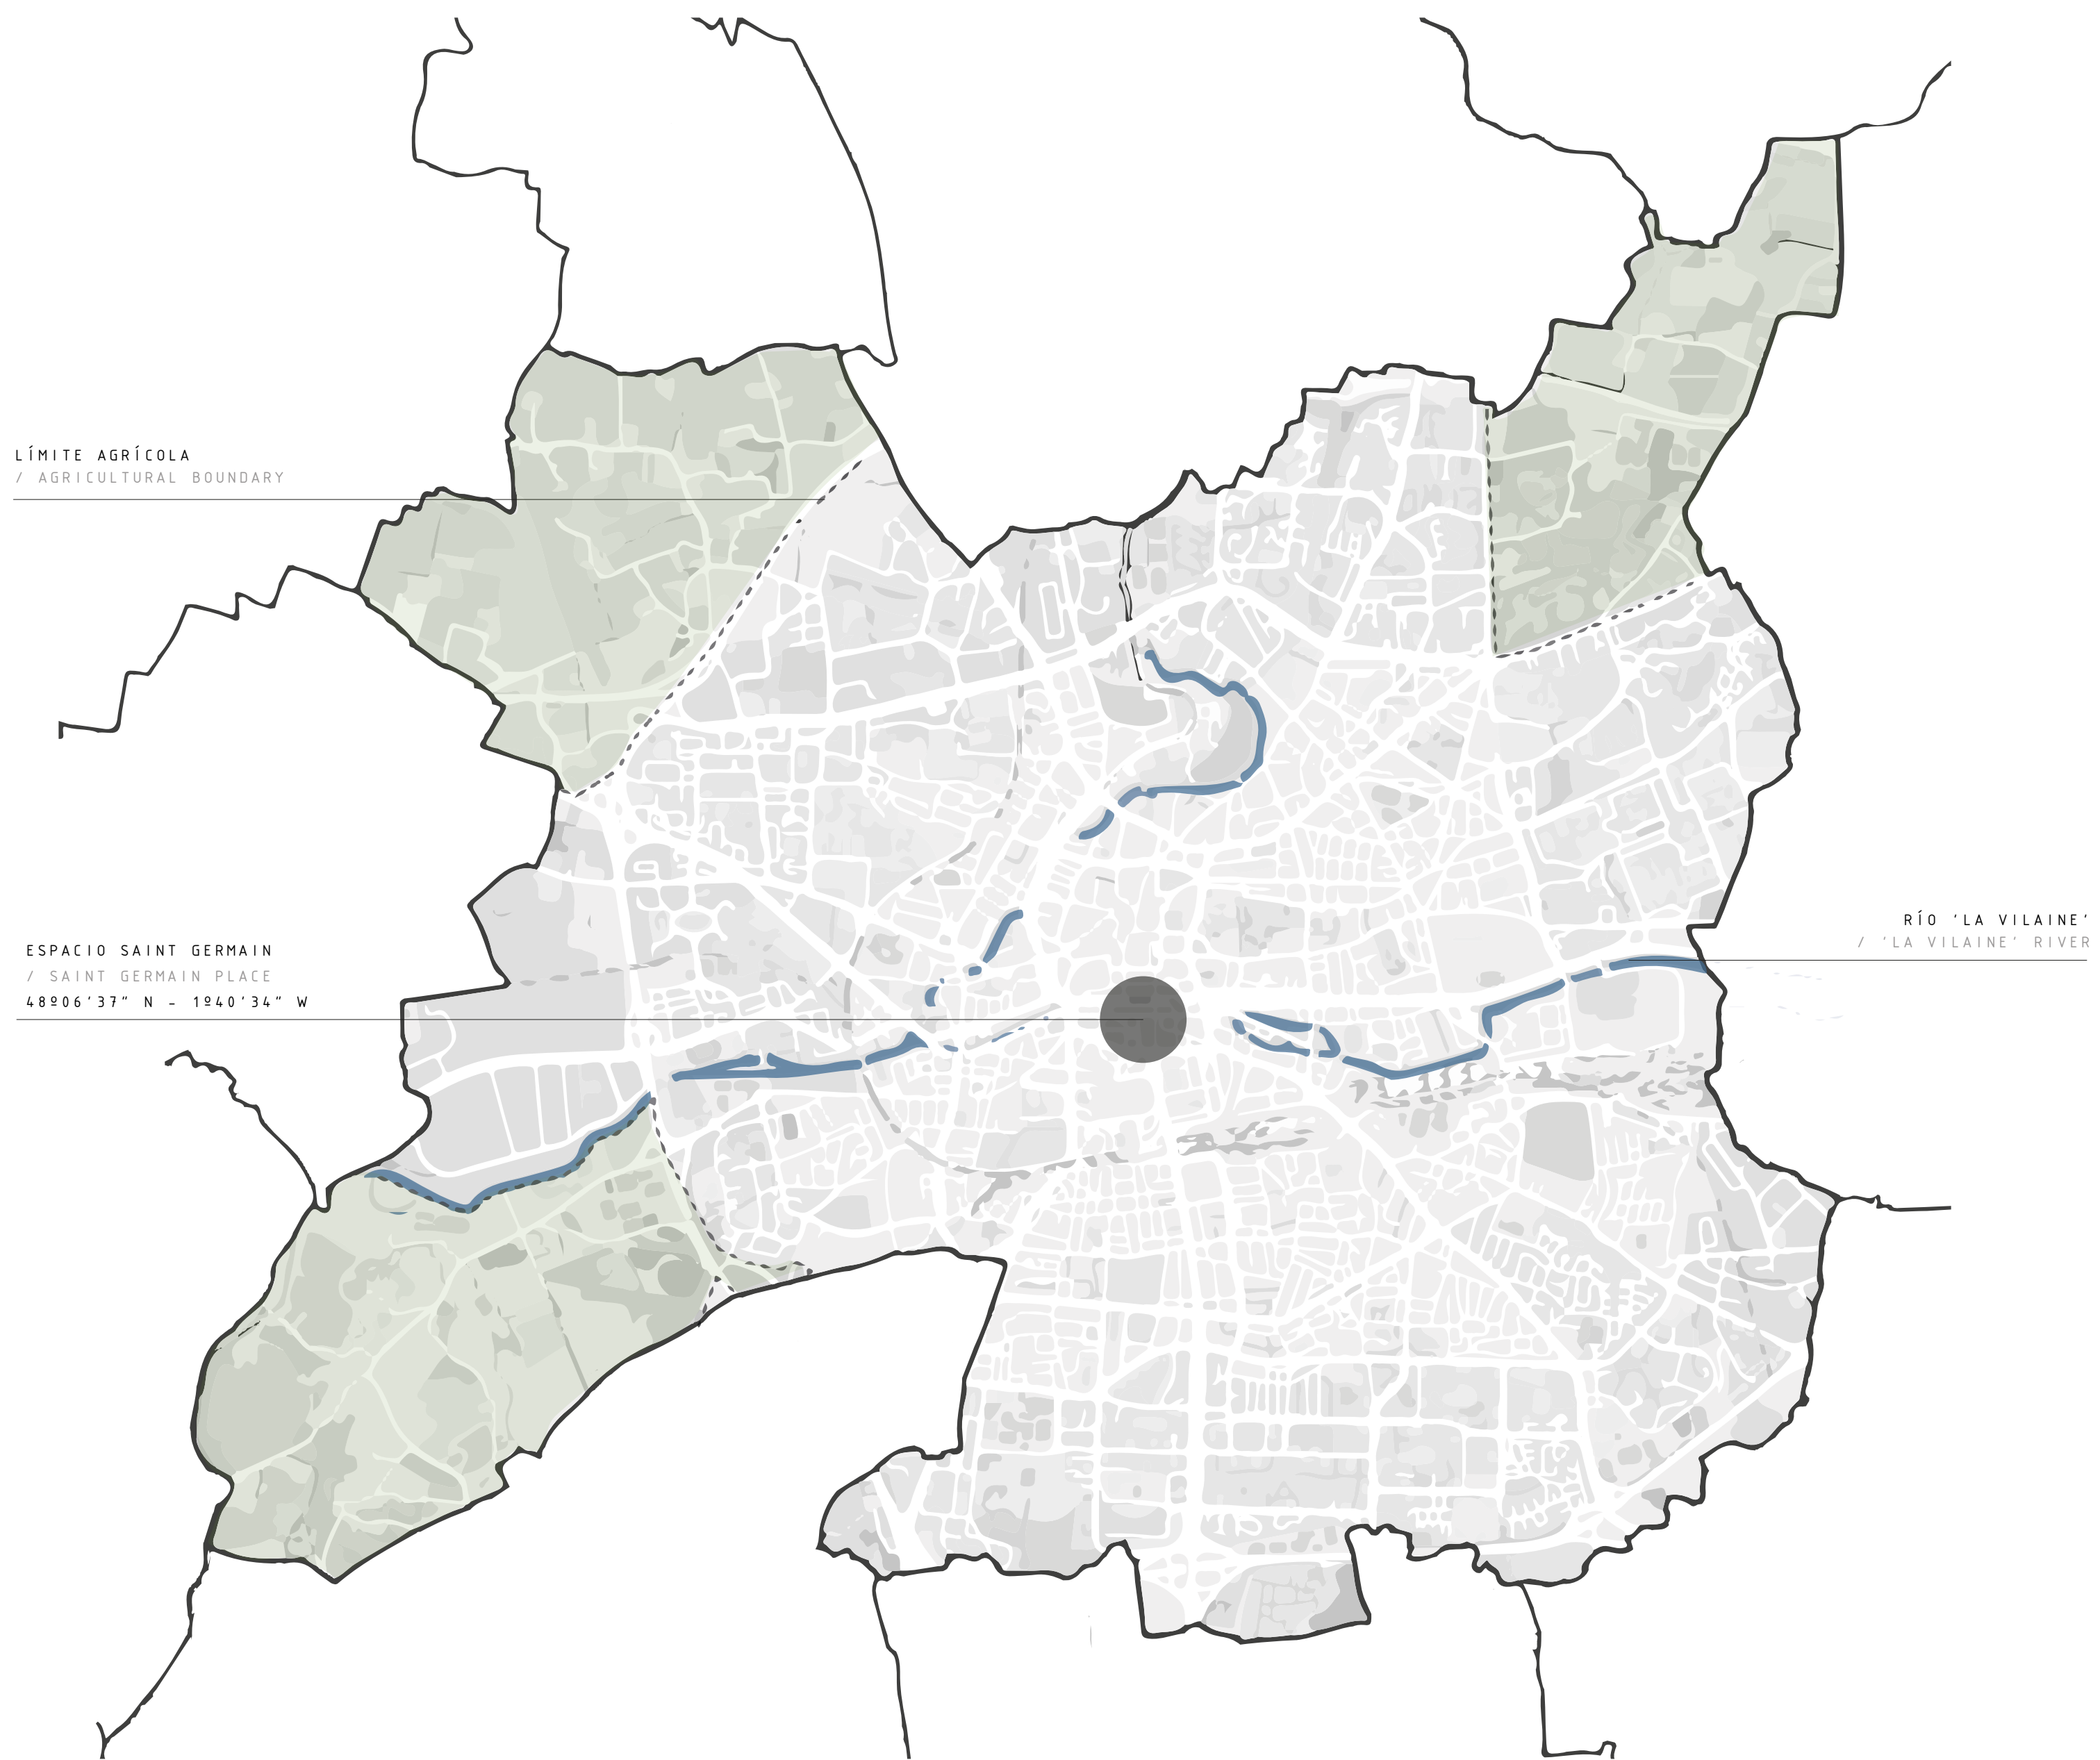 LÍMITE AGRÍCOLA
/ AGRICULTURAL BOUNDARY
RÍO 'LA VILAINE'
/ 'LA VILAINE' RIVER
ESPACIO SAINT GERMAIN
/ SAINT GERMAIN PLACE
48º06'37" N - 1º40'34" W